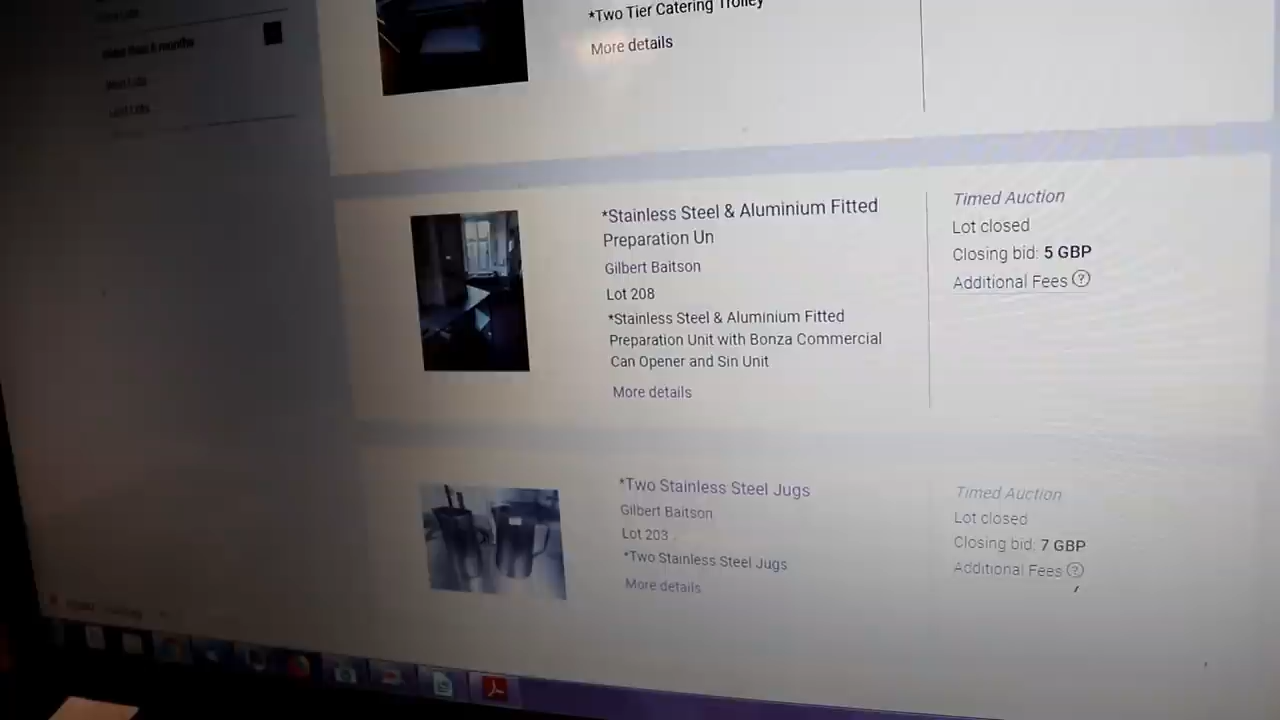 *Two Tier Catering Trolley
More details
*Stainless Steel & Aluminium Fitted
Preparation Un
Gilbert Baitson
Lot 208
*Stainless Steel & Aluminium Fitted
Preparation Unit with Bonza Commercial
Can Opener and Sin Unit
More details
Timed Auction
Lot closed
Closing bid: 5 GBP
Additional Fees
*Two Stainless Steel Jugs
Gilbert Baitson
Lot 203
*Two Stainless Steel Jugs
More details
Timed Auction
Lot closed
Closing bid: 7 GBP
Additional Fees